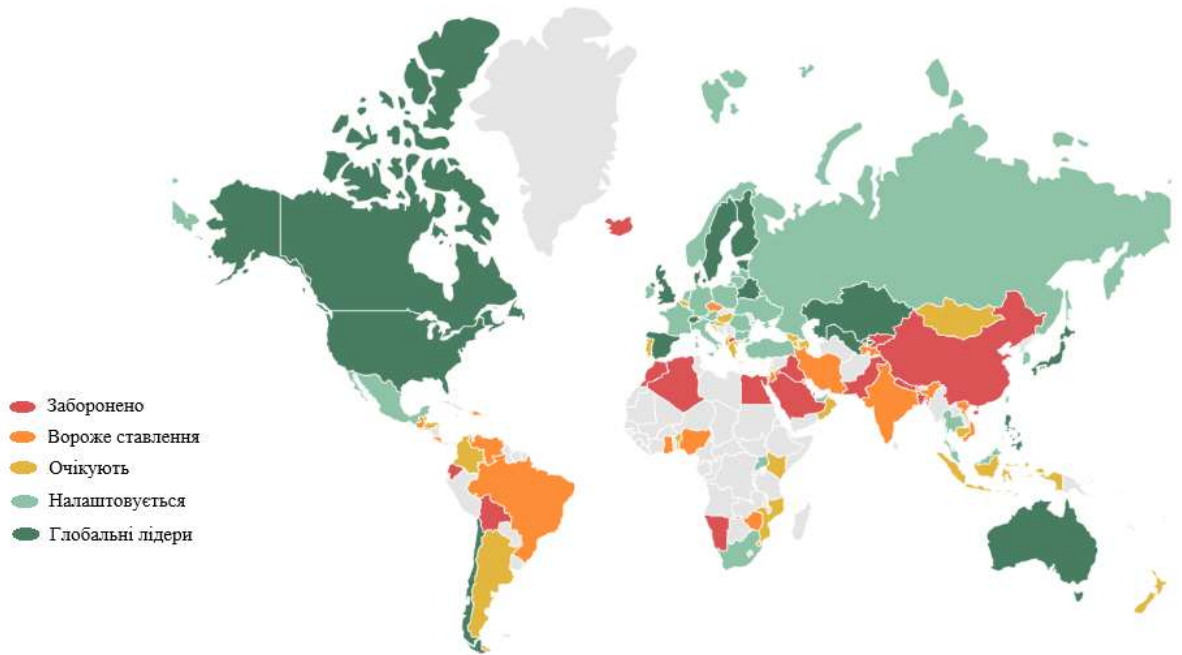 Заборонено
Вороже ставлення
Очікують
Налаштовується
Глобальні лідери